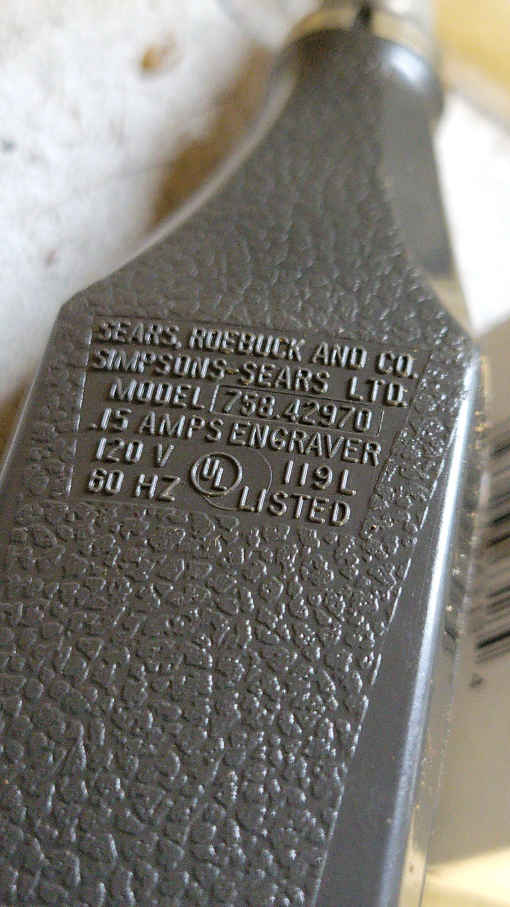 SEARS, ROEBUCK AND CO.
SIMPSONS-SEARS LTD.
MODEL 758.42970
.15 AMPS ENGRAVER
120 V 119L
60 HZ UL LISTED